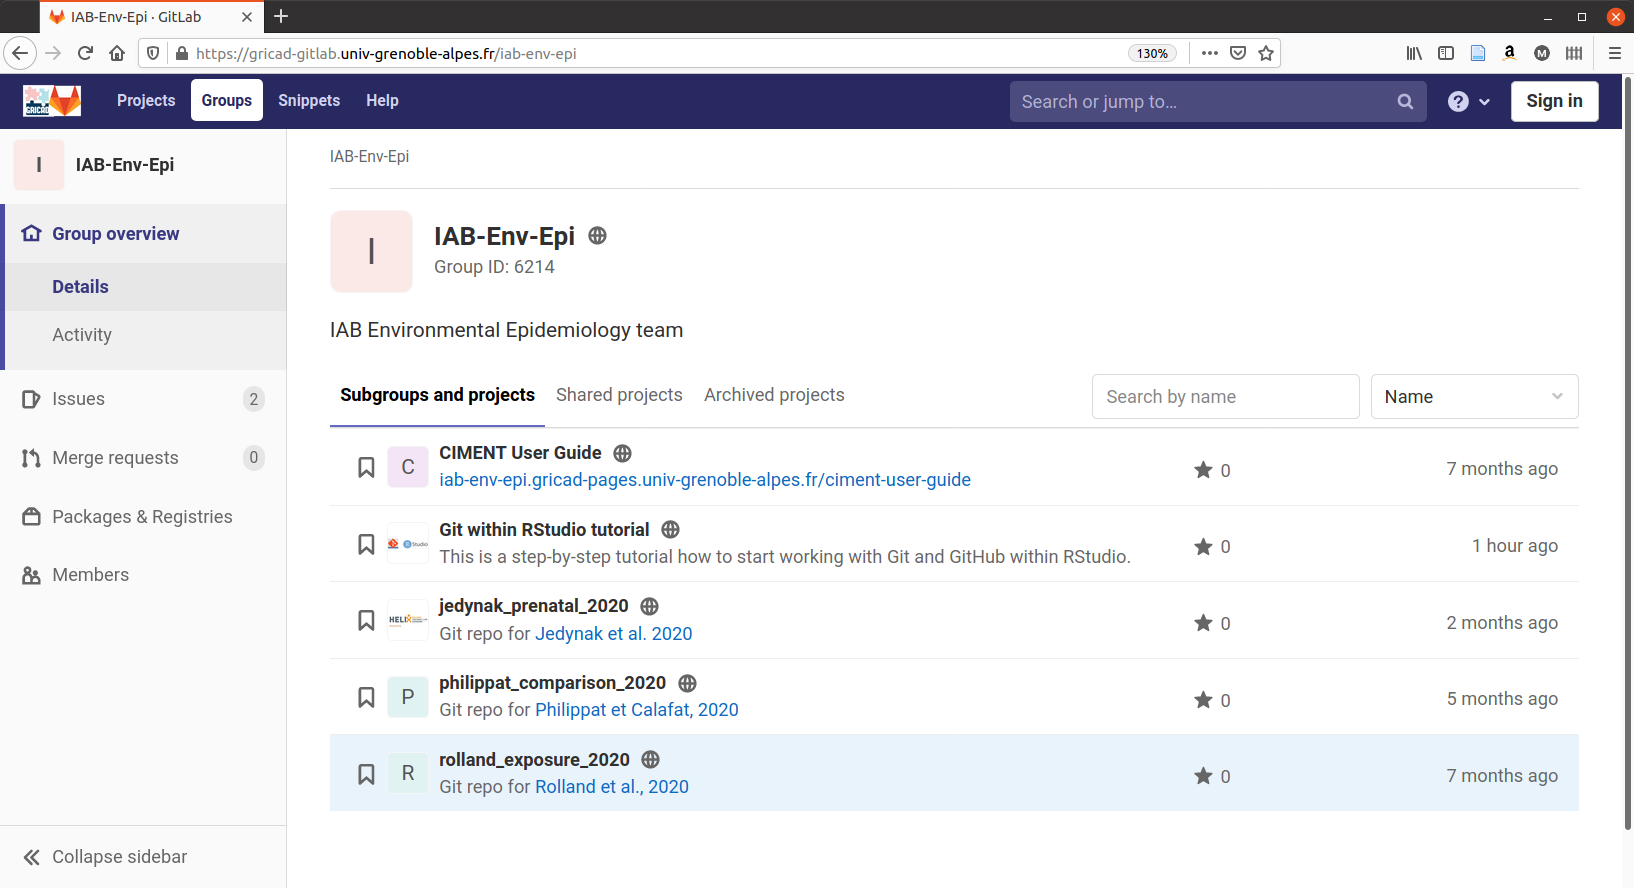 IAB-Env-Epi · GitLab
https://gricad-gitlab.univ-grenoble-alpes.fr/iab-env-epi
130%
GRICAD
Projects
Groups
Snippets
Help
Search or jump to…
Sign in
I
IAB-Env-Epi
Group overview
Details
Activity
Issues
2
Merge requests
0
Packages & Registries
Members
Collapse sidebar
IAB-Env-Epi
I
IAB-Env-Epi
Group ID: 6214
IAB Environmental Epidemiology team
Subgroups and projects
Shared projects
Archived projects
Search by name
Name
C
CIMENT User Guide
iab-env-epi.gricad-pages.univ-grenoble-alpes.fr/ciment-user-guide
0
7 months ago
Studio
Git within RStudio tutorial
This is a step-by-step tutorial how to start working with Git and GitHub within RStudio.
0
1 hour ago
HELIX
jedynak_prenatal_2020
Git repo for Jedynak et al. 2020
0
2 months ago
P
philippat_comparison_2020
Git repo for Philippat et Calafat, 2020
0
5 months ago
R
rolland_exposure_2020
Git repo for Rolland et al., 2020
0
7 months ago